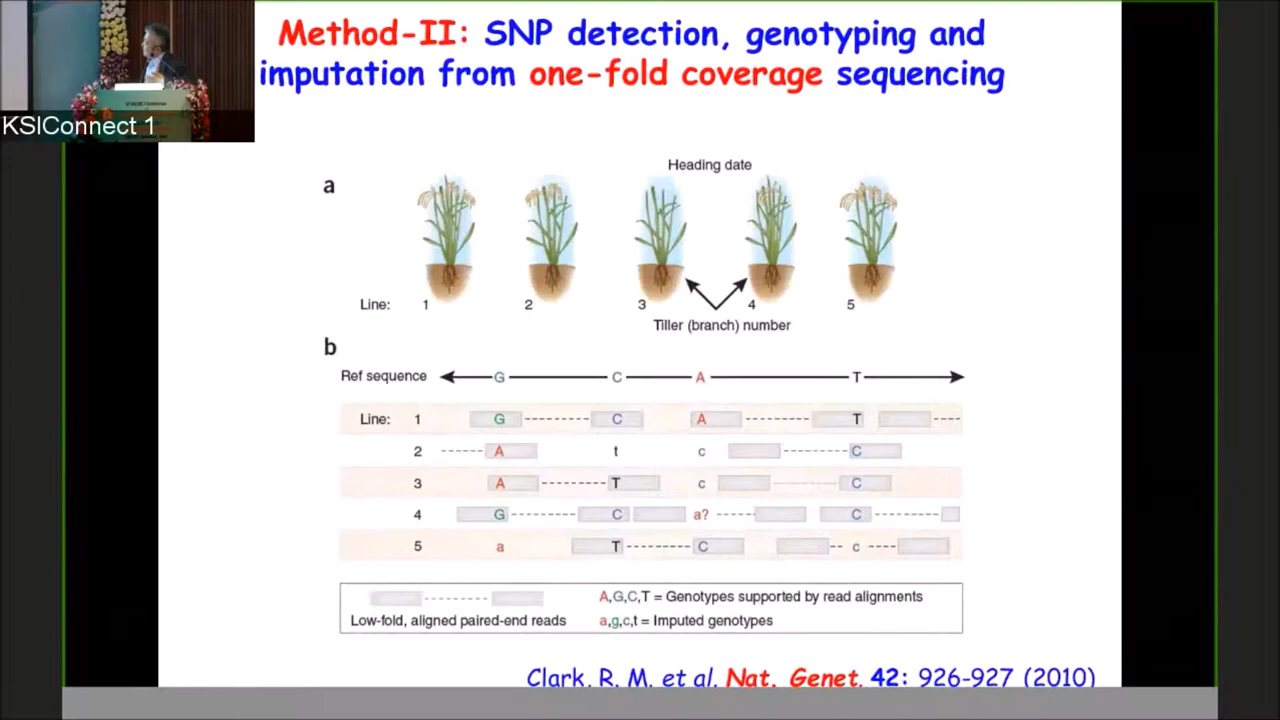 Method-II: SNP detection, genotyping and
imputation from one-fold coverage sequencing
KSIConnect 1
a
Heading date
Line: 1 2 3 4 5
Tiller (branch) number
b
Ref sequence G C A T
Line: 1 G C A T
2 A t c C
3 A T c C
4 G C a? C
5 a T C c
A,G,C,T = Genotypes supported by read alignments
Low-fold, aligned paired-end reads a,g,c,t = Imputed genotypes
Clark, R. M. et al. Nat. Genet. 42: 926-927 (2010)